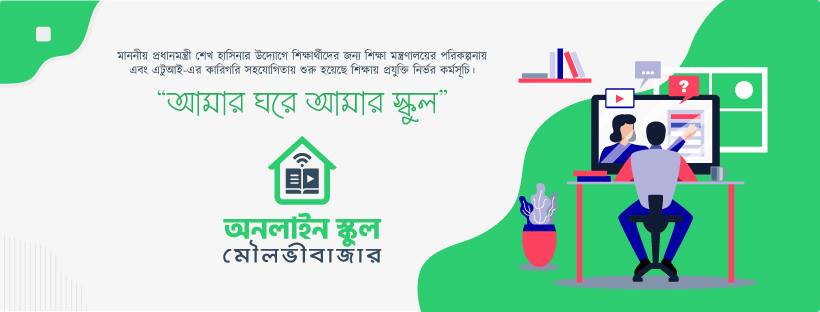 মাননীয় প্রধানমন্ত্রী শেখ হাসিনার উদ্যোগে শিক্ষার্থীদের জন্য শিক্ষা মন্ত্রণালয়ের পরিকল্পনায়
এবং এটুআই-এর কারিগরি সহযোগিতায় শুরু হয়েছে শিক্ষায় প্রযুক্তি নির্ভর কর্মসূচি।
“আমার ঘরে আমার স্কুল”
অনলাইন স্কুল
মৌলভীবাজার
?